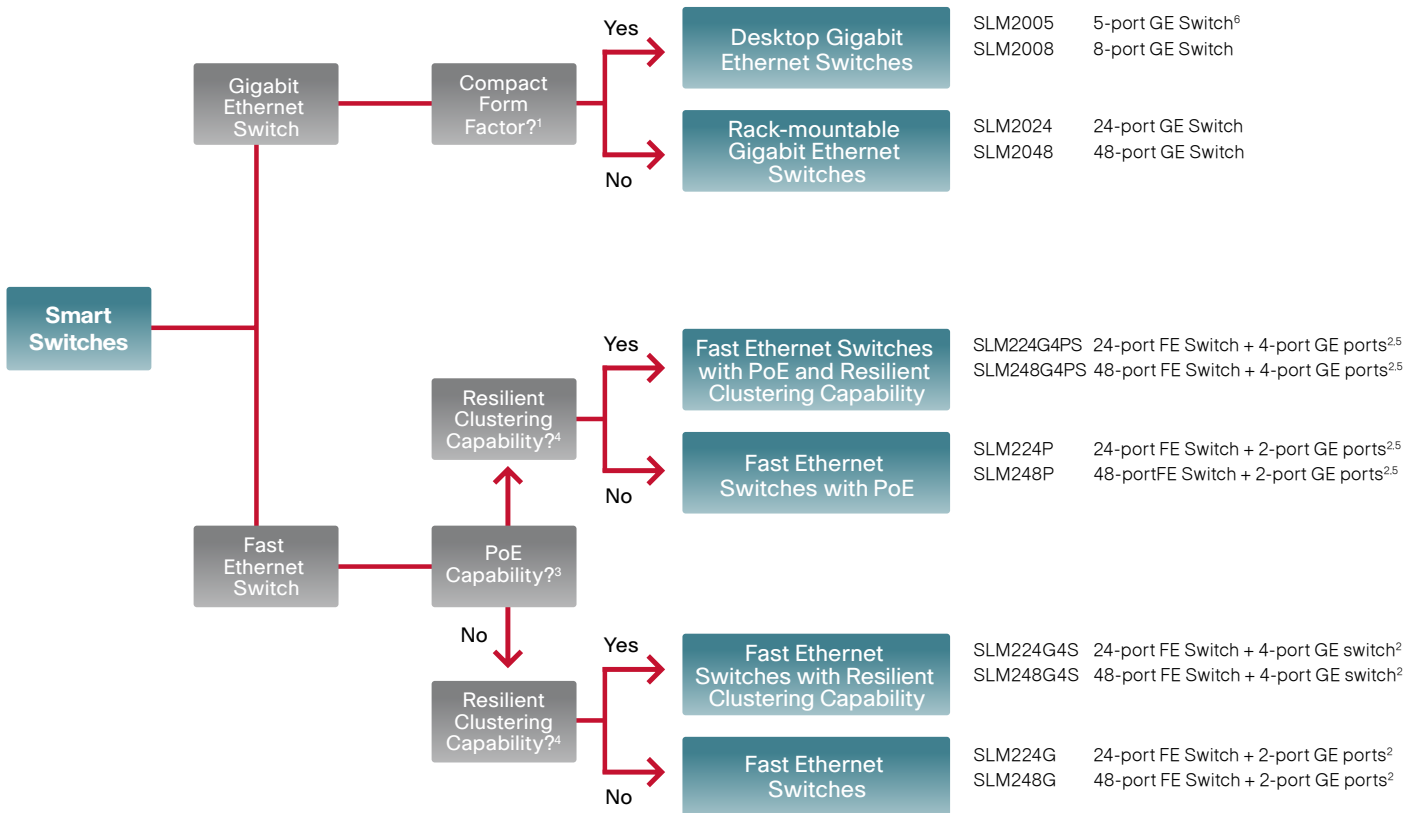 Smart
Switches
Gigabit
Ethernet
Switch
Compact
Form
Factor?¹
Yes
Desktop Gigabit
Ethernet Switches
SLM2005 5-port GE Switch⁶
SLM2008 8-port GE Switch
No
Rack-mountable
Gigabit Ethernet
Switches
SLM2024 24-port GE Switch
SLM2048 48-port GE Switch
Fast
Ethernet
Switch
PoE
Capability?³
Resilient
Clustering
Capability?⁴
Yes
Fast Ethernet Switches
with PoE and Resilient
Clustering Capability
SLM224G4PS 24-port FE Switch + 4-port GE ports²·⁵
SLM248G4PS 48-port FE Switch + 4-port GE ports²·⁵
No
Fast Ethernet
Switches with PoE
SLM224P 24-port FE Switch + 2-port GE ports²·⁵
SLM248P 48-portFE Switch + 2-port GE ports²·⁵
No
Resilient
Clustering
Capability?⁴
Yes
Fast Ethernet
Switches with Resilient
Clustering Capability
SLM224G4S 24-port FE Switch + 4-port GE switch²
SLM248G4S 48-port FE Switch + 4-port GE switch²
No
Fast Ethernet
Switches
SLM224G 24-port FE Switch + 2-port GE ports²
SLM248G 48-port FE Switch + 2-port GE ports²